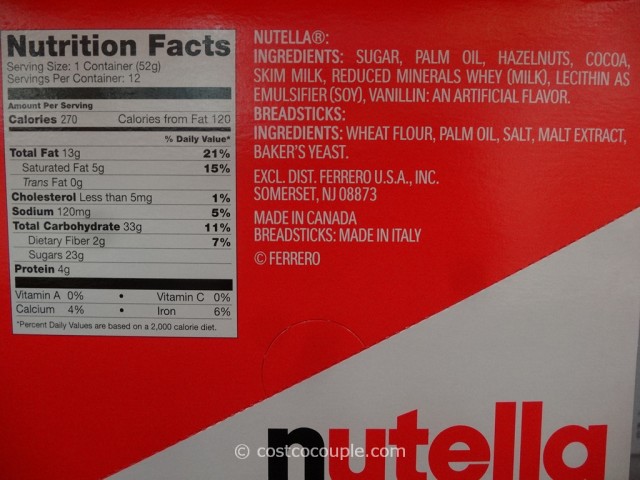 Nutrition Facts
Serving Size: 1 Container (52g)
Servings Per Container: 12
Amount Per Serving
Calories 270 Calories from Fat 120
% Daily Value*
Total Fat 13g 21%
Saturated Fat 5g 15%
Trans Fat 0g
Cholesterol Less than 5mg 1%
Sodium 120mg 5%
Total Carbohydrate 33g 11%
Dietary Fiber 2g 7%
Sugars 23g
Protein 4g
Vitamin A 0% • Vitamin C 0%
Calcium 4% • Iron 6%
*Percent Daily Values are based on a 2,000 calorie diet.
NUTELLA®:
INGREDIENTS: SUGAR, PALM OIL, HAZELNUTS, COCOA,
SKIM MILK, REDUCED MINERALS WHEY (MILK), LECITHIN AS
EMULSIFIER (SOY), VANILLIN: AN ARTIFICIAL FLAVOR.
BREADSTICKS:
INGREDIENTS: WHEAT FLOUR, PALM OIL, SALT, MALT EXTRACT,
BAKER'S YEAST.
EXCL. DIST. FERRERO U.S.A., INC.
SOMERSET, NJ 08873
MADE IN CANADA
BREADSTICKS: MADE IN ITALY
© FERRERO
nutella
© costcocouple.com